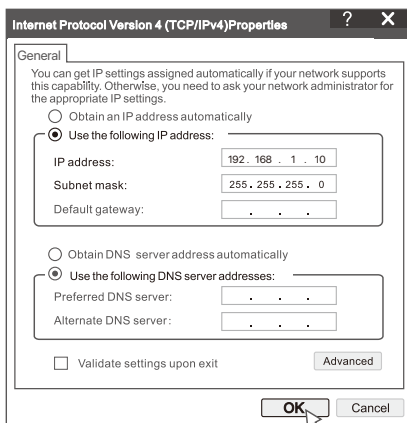 Internet Protocol Version 4 (TCP/IPv4)Properties ? X
General
You can get IP settings assigned automatically if your network supports
this capability. Otherwise, you need to ask your network administrator for
the appropriate IP settings.
Obtain an IP address automatically
Use the following IP address:
IP address: 192. 168 . 1 . 10
Subnet mask: 255. 255. 255. 0
Default gateway: . . .
Obtain DNS server address automatically
Use the following DNS server addresses:
Preferred DNS server: . . .
Alternate DNS server: . . .
Validate settings upon exit Advanced
OK Cancel